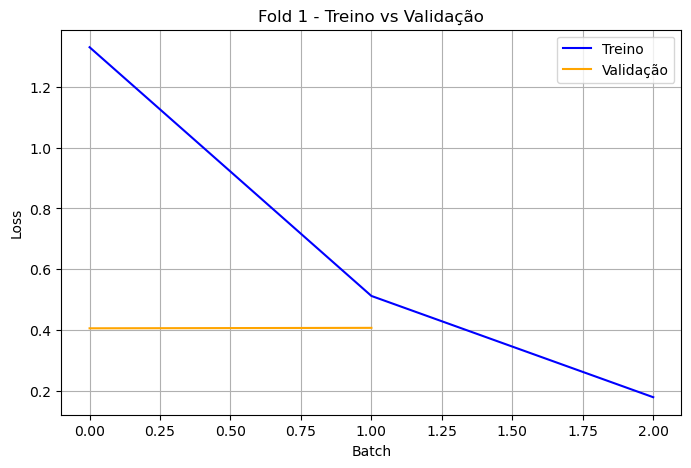 Fold 1 - Treino vs Validação
Treino
Validação
Loss
1.2
1.0
0.8
0.6
0.4
0.2
0.00 0.25 0.50 0.75 1.00 1.25 1.50 1.75 2.00
Batch